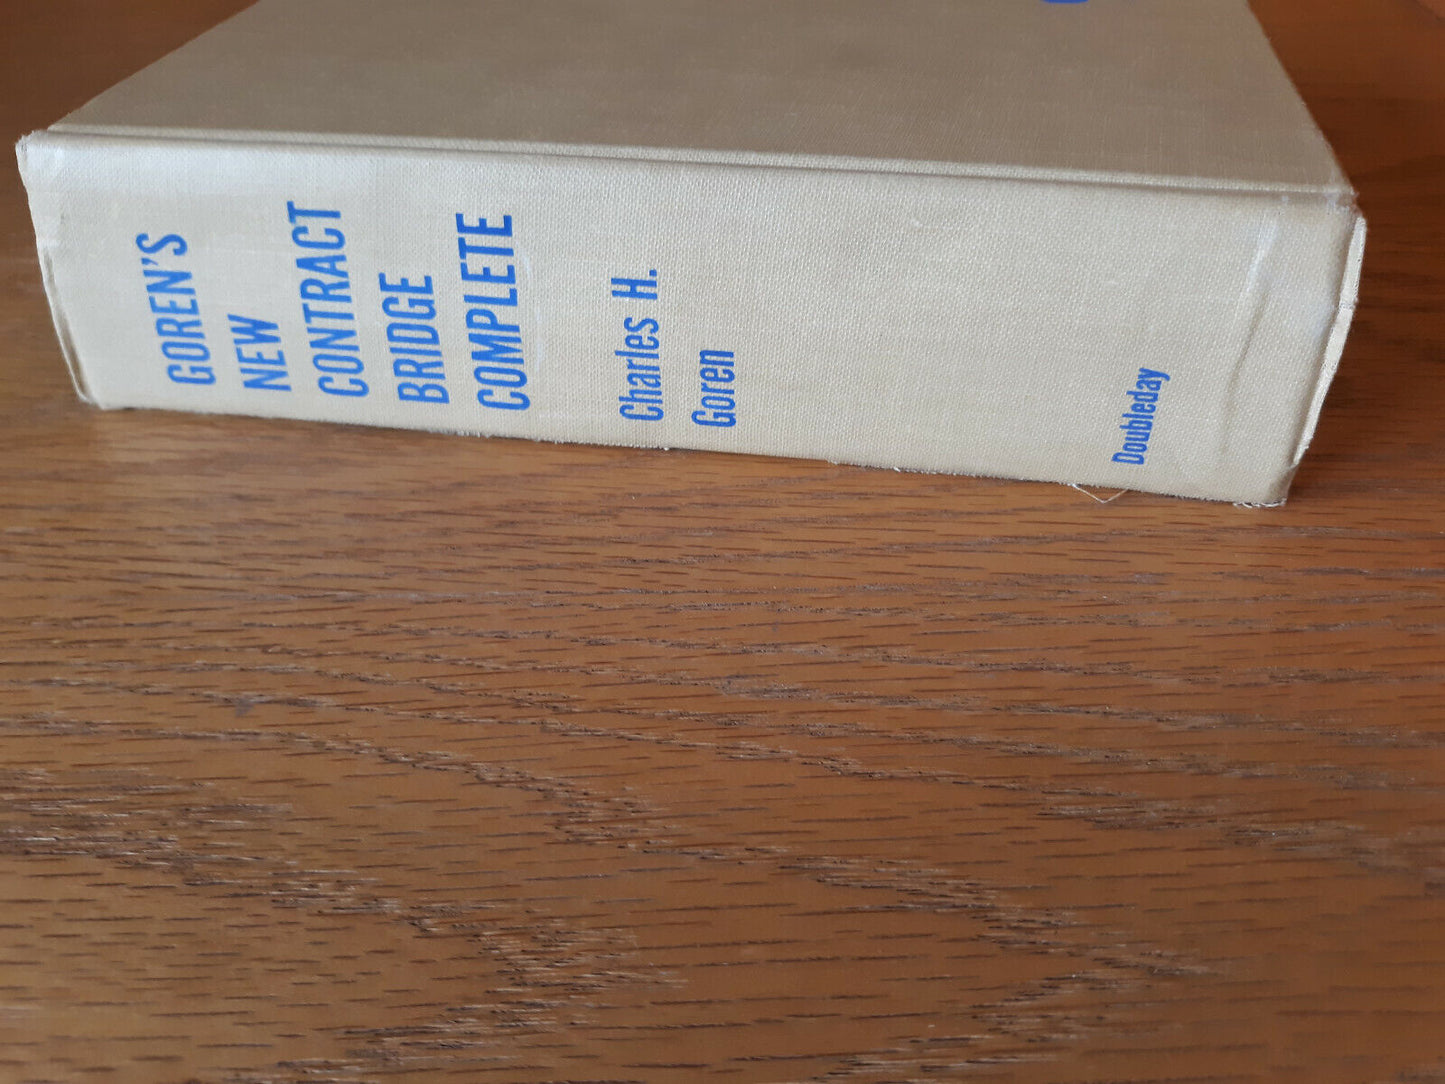 GOREN'S
NEW
CONTRACT
BRIDGE
COMPLETE
Charles H.
Goren
Doubleday